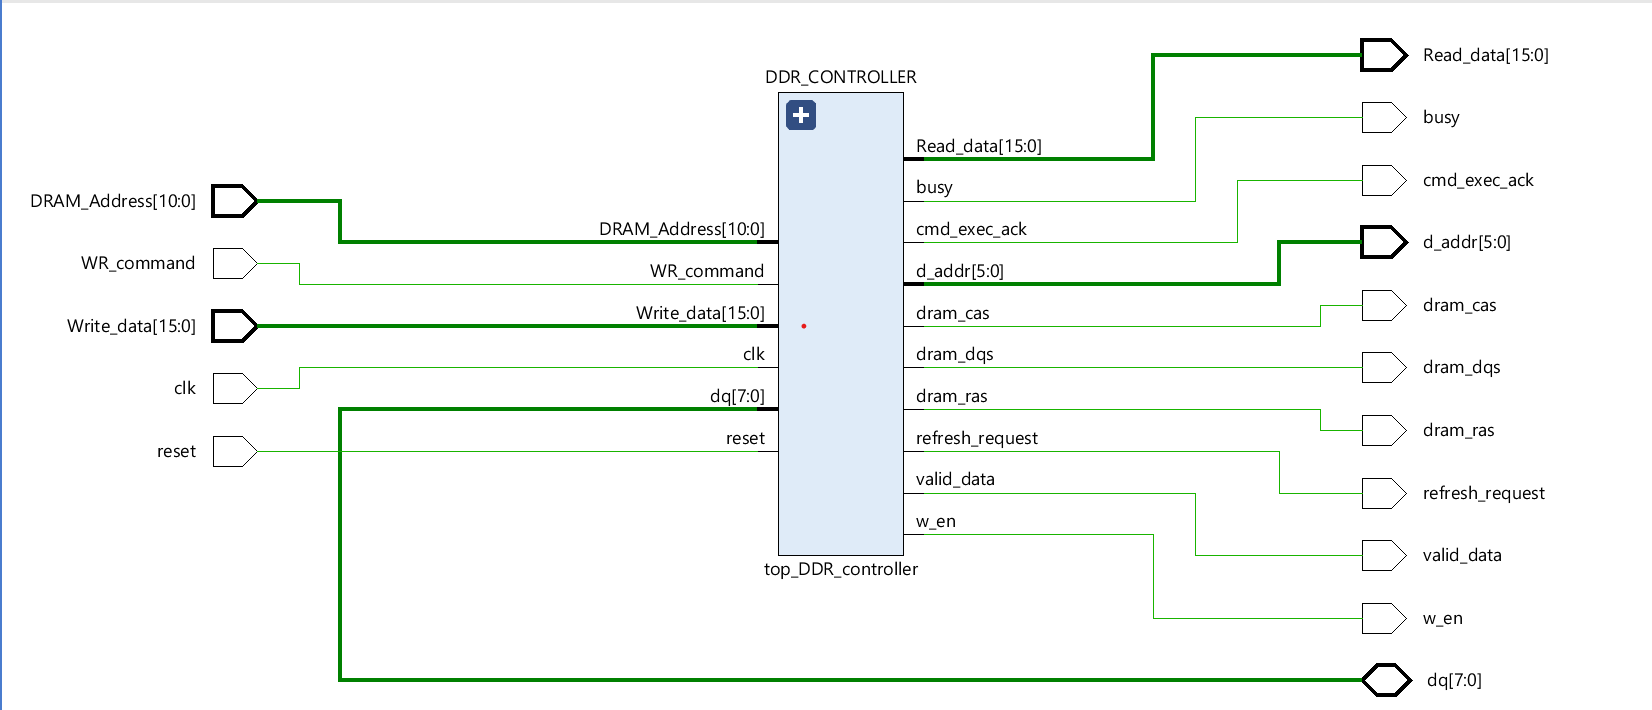 DRAM_Address[10:0]
WR_command
Write_data[15:0]
clk
reset
DDR_CONTROLLER
DRAM_Address[10:0]
WR_command
Write_data[15:0]
clk
dq[7:0]
reset
Read_data[15:0]
busy
cmd_exec_ack
d_addr[5:0]
dram_cas
dram_dqs
dram_ras
refresh_request
valid_data
w_en
top_DDR_controller
Read_data[15:0]
busy
cmd_exec_ack
d_addr[5:0]
dram_cas
dram_dqs
dram_ras
refresh_request
valid_data
w_en
dq[7:0]